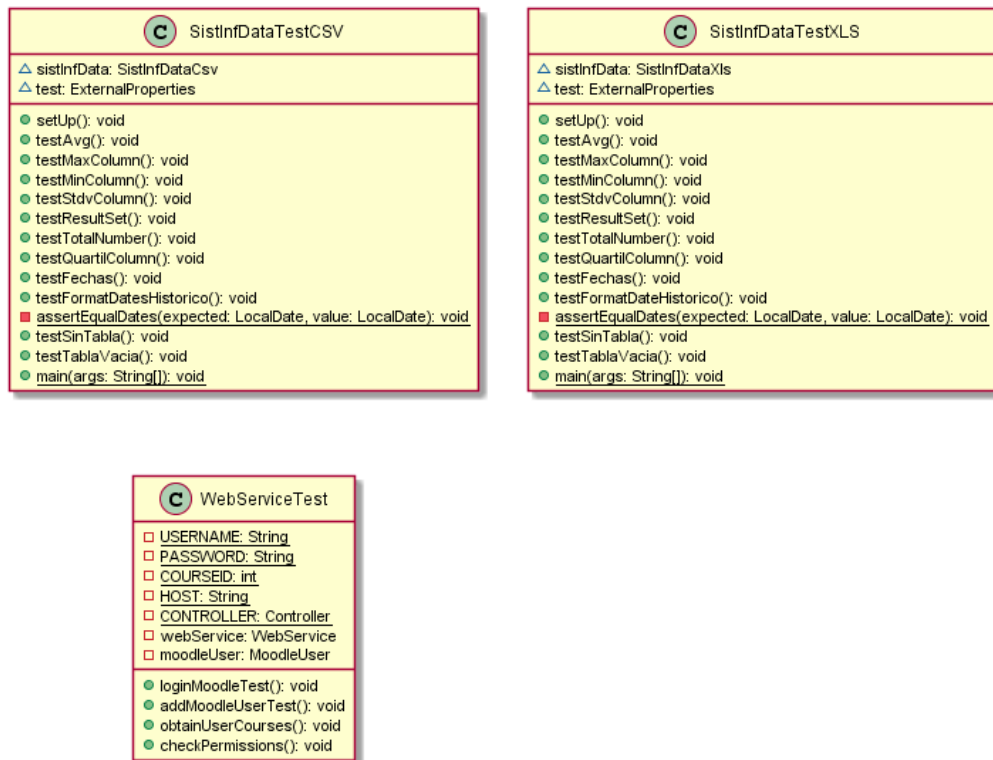 C SistInfDataTestCSV
sistInfData: SistInfDataCsv
test: ExternalProperties
setUp(): void
testAvg(): void
testMaxColumn(): void
testMinColumn(): void
testStdvColumn(): void
testResultSet(): void
testTotalNumber(): void
testQuartilColumn(): void
testFechas(): void
testFormatDatesHistorico(): void
assertEqualDates(expected: LocalDate, value: LocalDate): void
testSinTabla(): void
testTablaVacia(): void
main(args: String[]): void
C SistInfDataTestXLS
sistInfData: SistInfDataXls
test: ExternalProperties
setUp(): void
testAvg(): void
testMaxColumn(): void
testMinColumn(): void
testStdvColumn(): void
testResultSet(): void
testTotalNumber(): void
testQuartilColumn(): void
testFechas(): void
testFormatDateHistorico(): void
assertEqualDates(expected: LocalDate, value: LocalDate): void
testSinTabla(): void
testTablaVacia(): void
main(args: String[]): void
C WebServiceTest
USERNAME: String
PASSWORD: String
COURSEID: int
HOST: String
CONTROLLER: Controller
webService: WebService
moodleUser: MoodleUser
loginMoodleTest(): void
addMoodleUserTest(): void
obtainUserCourses(): void
checkPermissions(): void